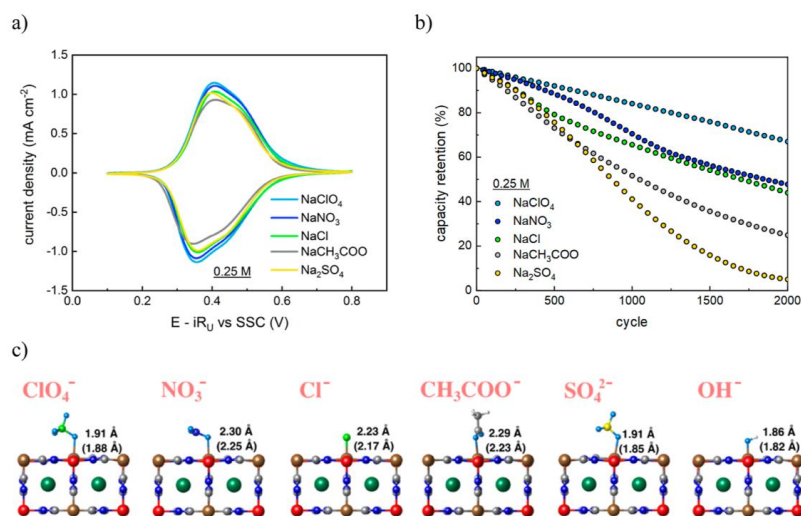 a)
1.5
1.0
0.5
0.0
-0.5
-1.0
-1.5
current density (mA cm⁻²)
NaClO₄
NaNO₃
NaCl
NaCH₃COO
Na₂SO₄
0.25 M
0.0 0.2 0.4 0.6 0.8 1.0
E - iRᵤ vs SSC (V)
b)
100
80
60
40
20
0
capacity retention (%)
0.25 M
NaClO₄
NaNO₃
NaCl
NaCH₃COO
Na₂SO₄
0 500 1000 1500 2000
cycle
c)
ClO₄⁻ NO₃⁻ Cl⁻ CH₃COO⁻ SO₄²⁻ OH⁻
1.91 Å 2.30 Å 2.23 Å 2.29 Å 1.91 Å 1.86 Å
(1.88 Å) (2.25 Å) (2.17 Å) (2.23 Å) (1.85 Å) (1.82 Å)